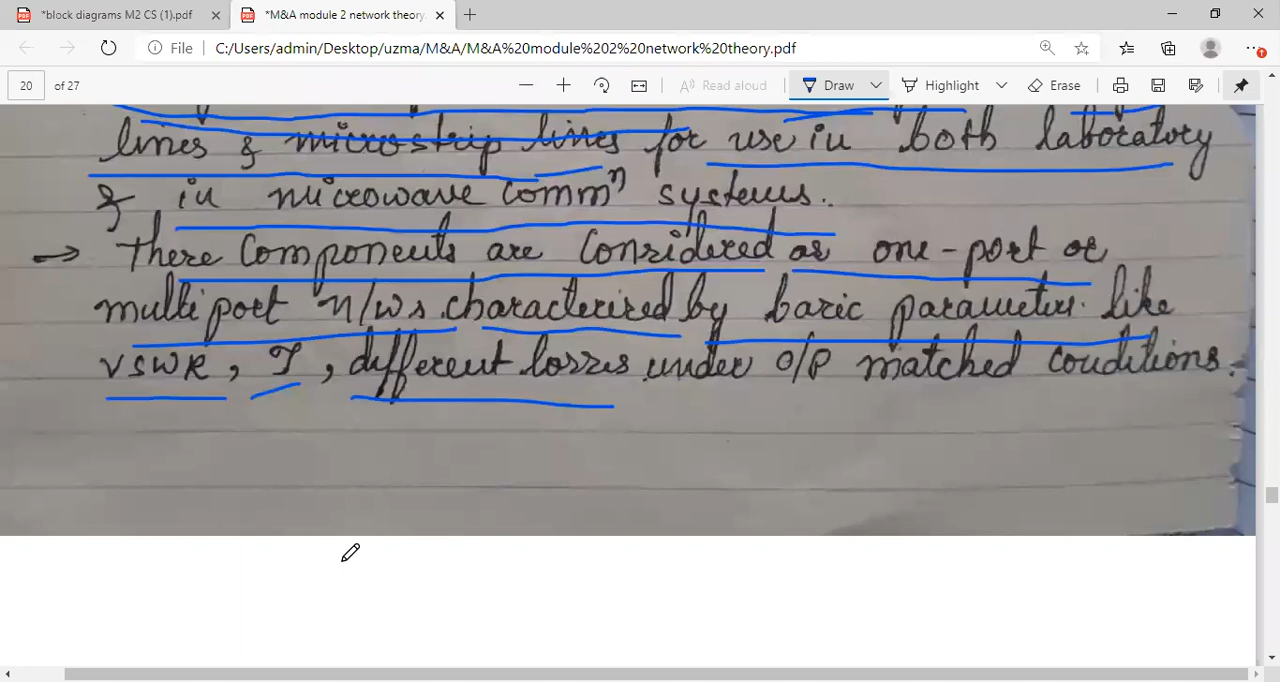 *block diagrams M2 CS (1).pdf
*M&A module 2 network theory.
File
C:/Users/admin/Desktop/uzma/M&A/M&A%20module%202%20network%20theory.pdf
20 of 27
Read aloud
Draw
Highlight
Erase
lines & microstrip lines for use in both laboratory
& in microwave commⁿ systems.
→ These components are considered as one-port or
multiport n/ws characterised by basic parameters like
VSWR, , different losses under O/P matched conditions.